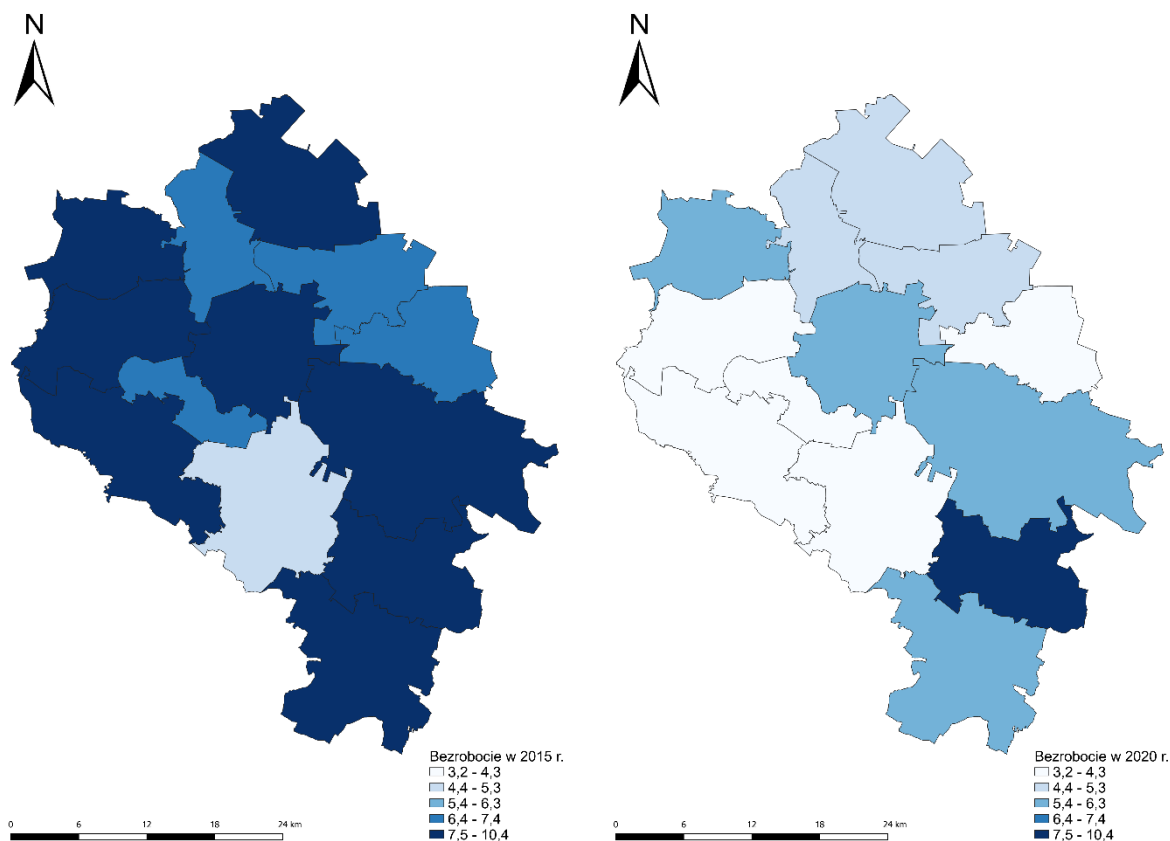 N
Bezrobocie w 2015 r.
3,2 - 4,3
4,4 - 5,3
5,4 - 6,3
6,4 - 7,4
7,5 - 10,4
0 6 12 18 24 km
N
Bezrobocie w 2020 r.
3,2 - 4,3
4,4 - 5,3
5,4 - 6,3
6,4 - 7,4
7,5 - 10,4
0 6 12 18 24 km